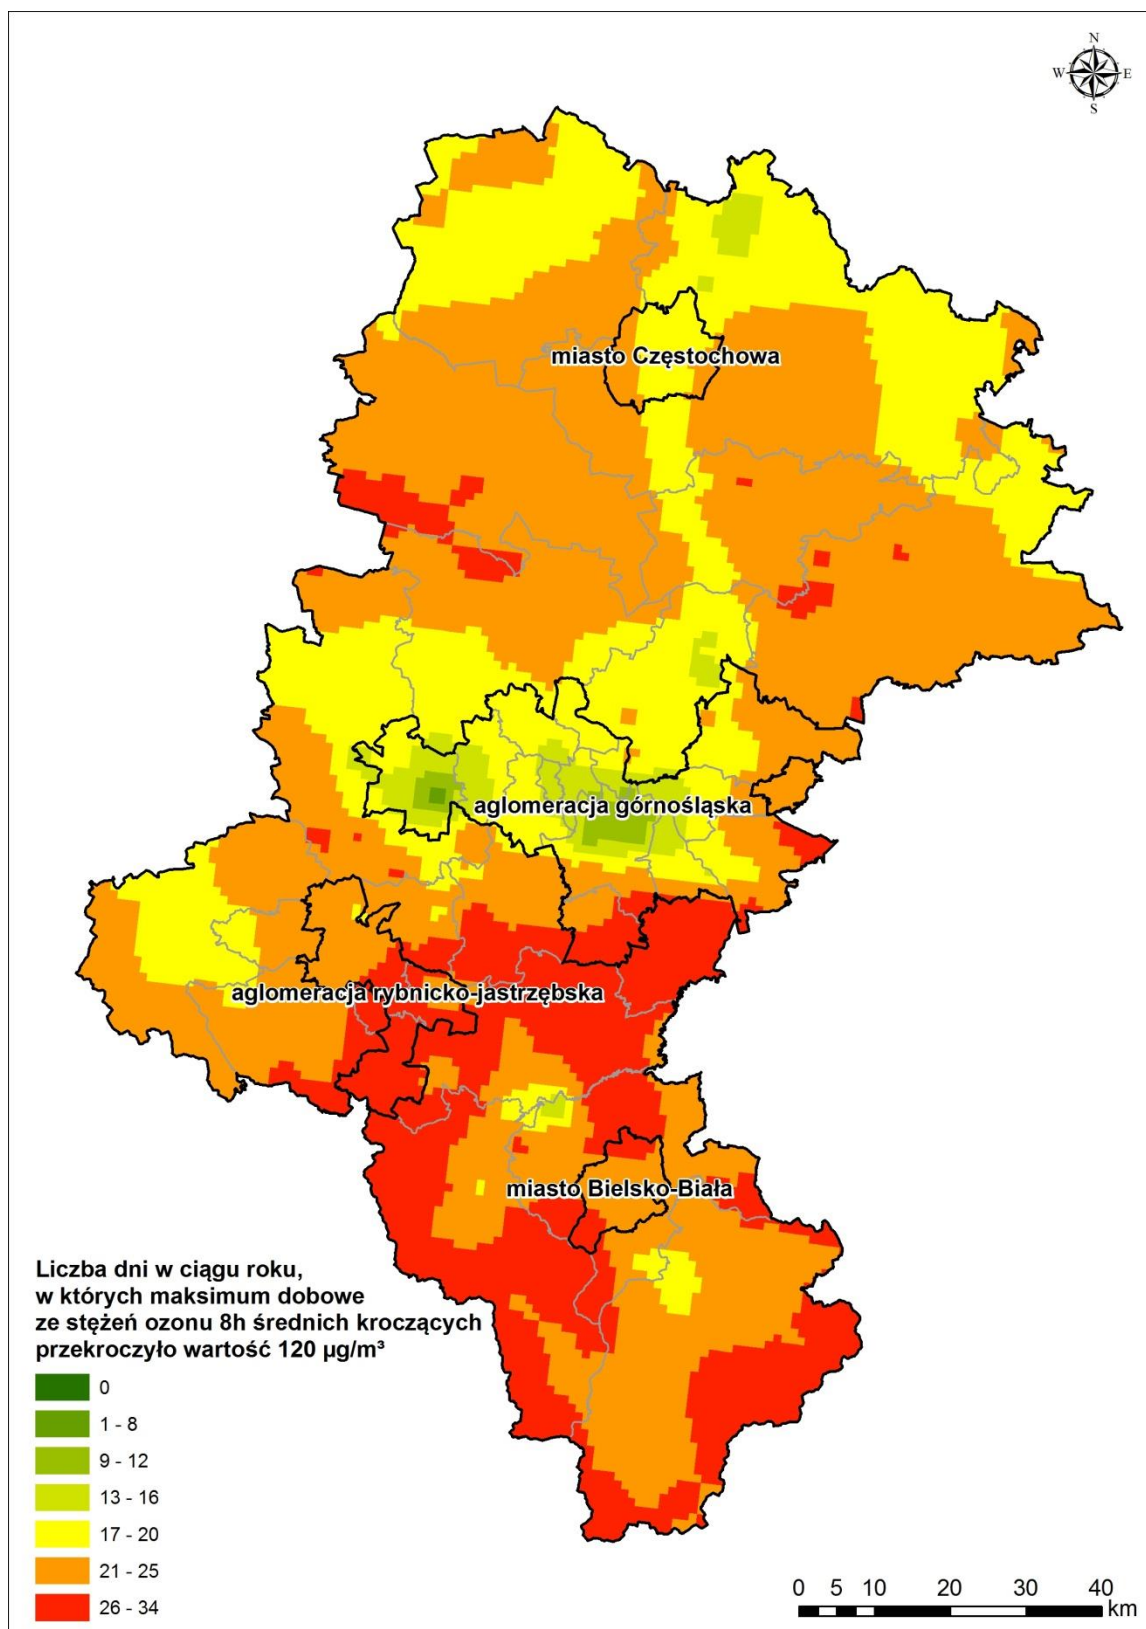 N
W E
S
miasto Częstochowa
aglomeracja górnośląska
aglomeracja rybnicko-jastrzębska
miasto Bielsko-Biała
Liczba dni w ciągu roku,
w których maksimum dobowe
ze stężeń ozonu 8h średnich kroczących
przekroczyło wartość 120 µg/m³
0
1 - 8
9 - 12
13 - 16
17 - 20
21 - 25
26 - 34
0 5 10 20 30 40
km